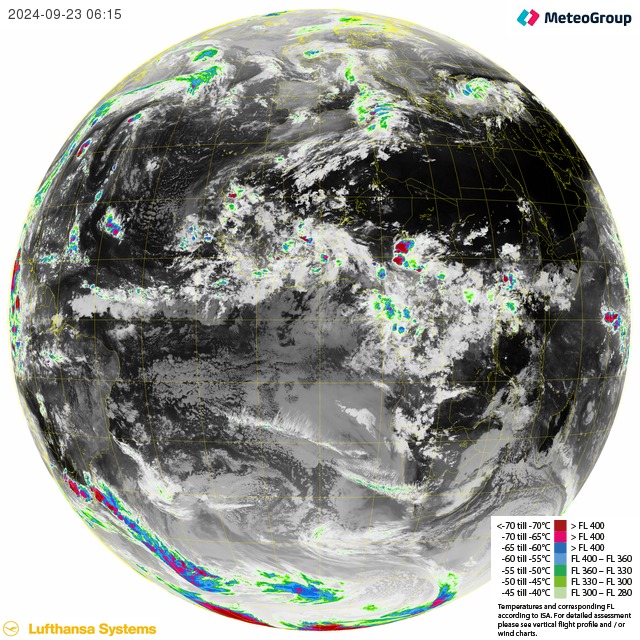 2024-09-23 06:15
MeteoGroup
<-70 till -70°C > FL 400
-70 till -65°C > FL 400
-65 till -60°C > FL 400
-60 till -55°C FL 400 – FL 360
-55 till -50°C FL 360 – FL 330
-50 till -45°C FL 330 – FL 300
-45 till -40°C FL 300 – FL 280
Temperatures and corresponding FL
according to ISA. For detailed assessment
please see vertical flight profile and / or
wind charts.
Lufthansa Systems